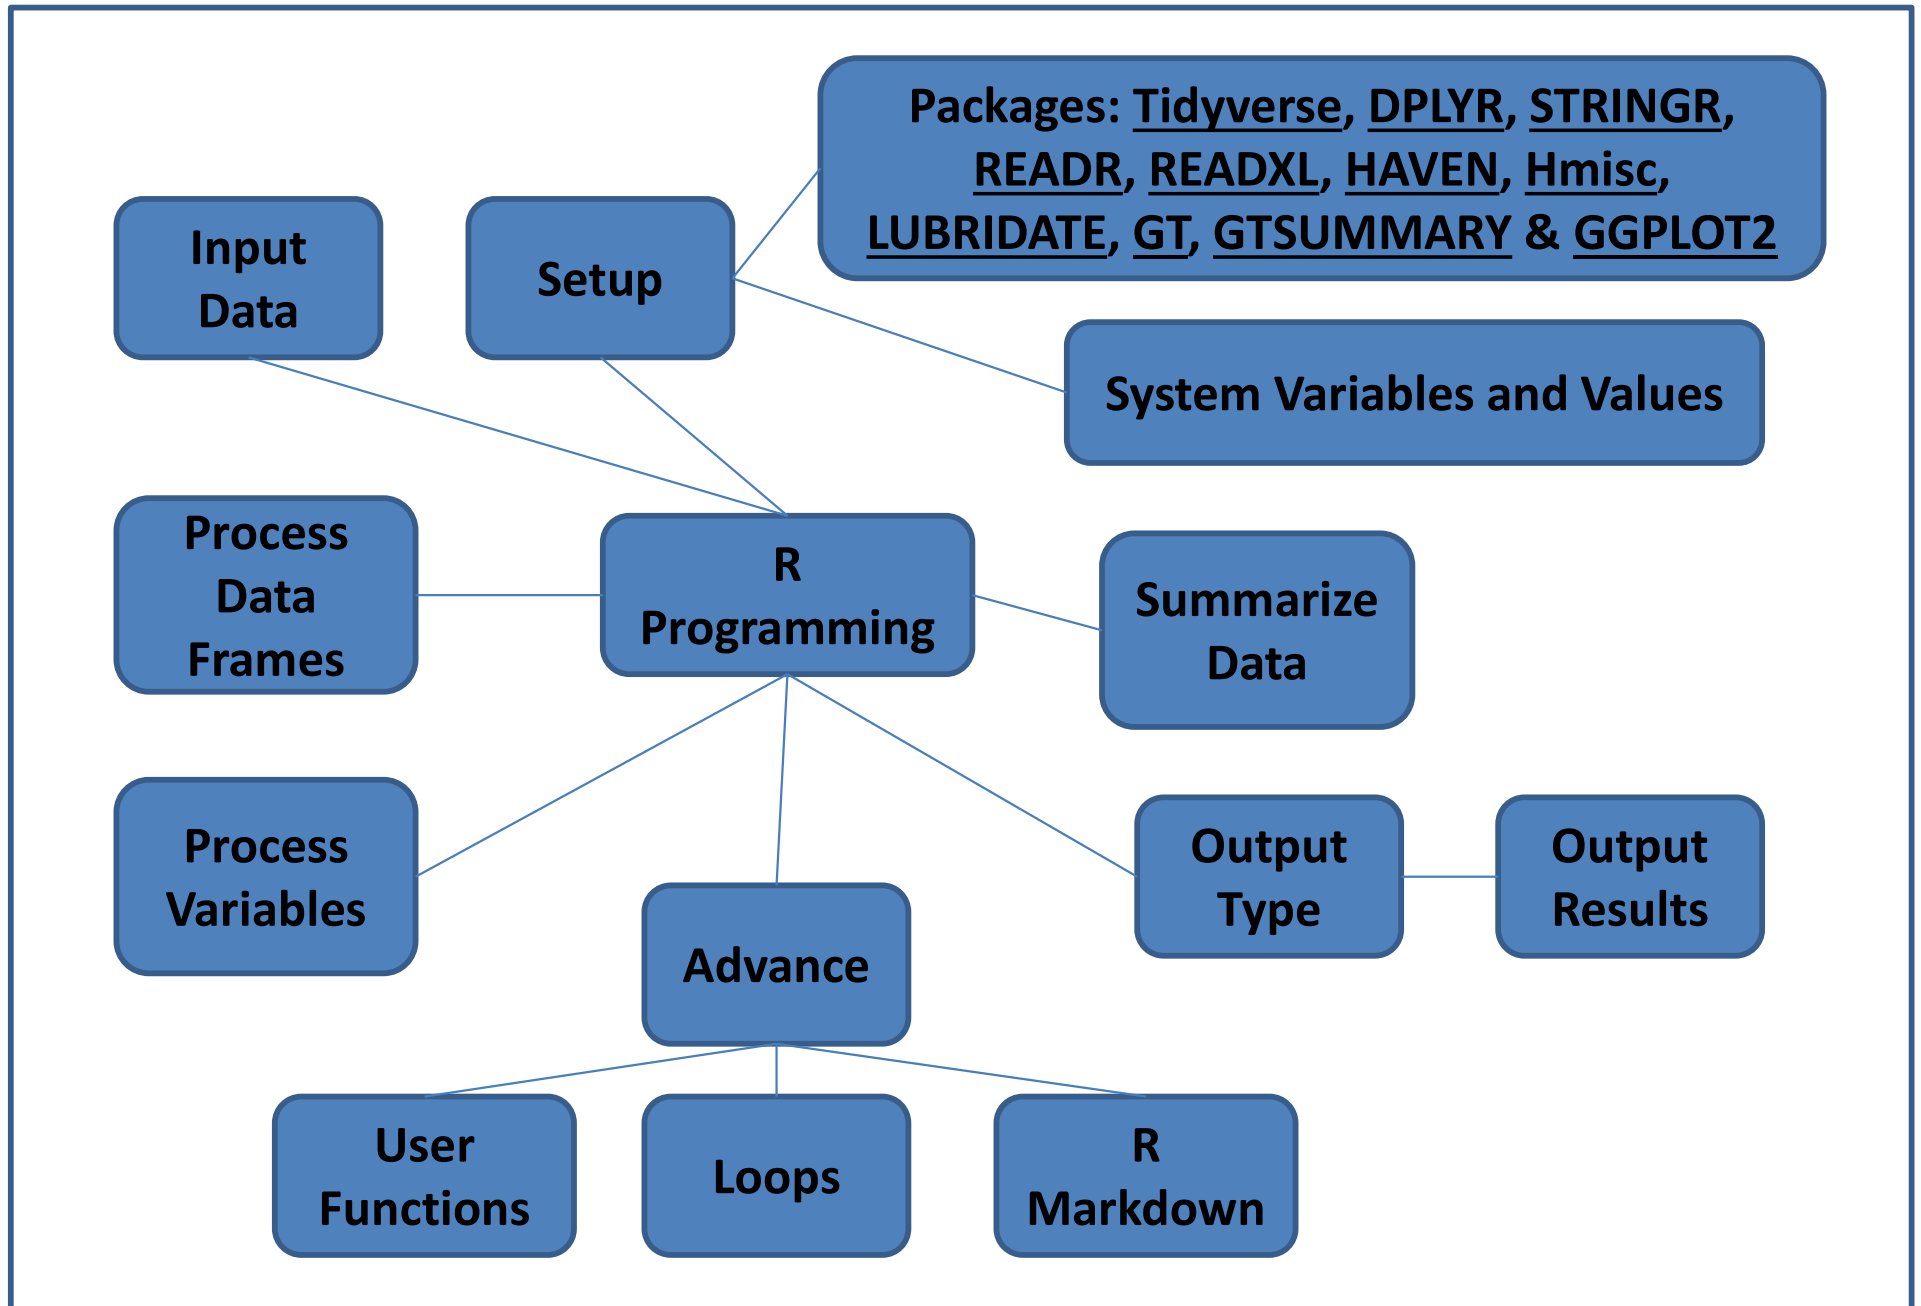 Packages: Tidyverse, DPLYR, STRINGR,
READR, READXL, HAVEN, Hmisc,
LUBRIDATE, GT, GTSUMMARY & GGPLOT2
Input
Data
Setup
System Variables and Values
Process
Data
Frames
R
Programming
Summarize
Data
Process
Variables
Advance
Output
Type
Output
Results
User
Functions
Loops
R
Markdown